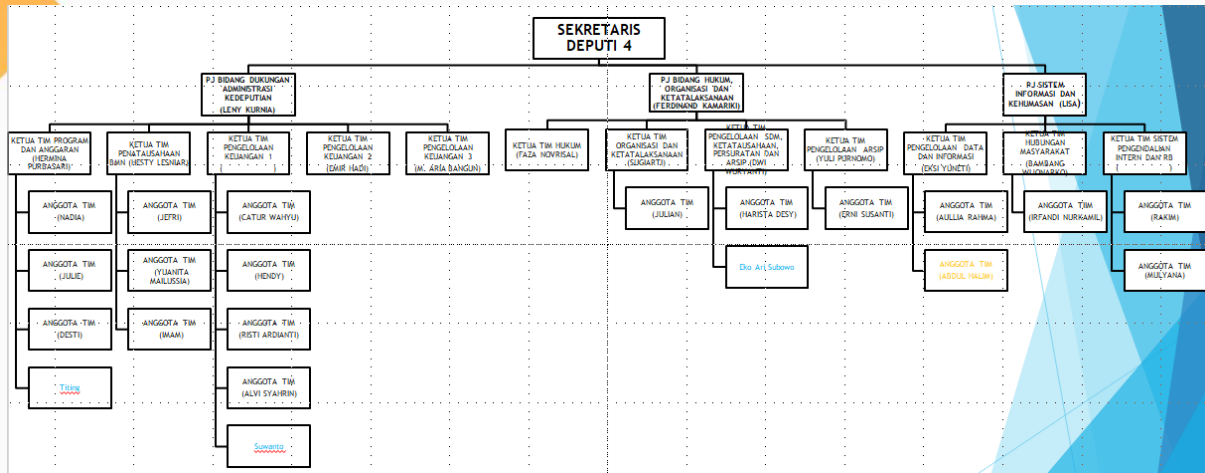 SEKRETARIS
DEPUTI 4
PJ BIDANG DUKUNGAN
ADMINISTRASI
KEDEPUTIAN
(LENY KURNIA)
PJ BIDANG HUKUM,
ORGANISASI DAN
KETATALAKSANAAN
(FERDINAND KAMARIKI)
PJ SISTEM
INFORMASI DAN
KEHUMASAN (LISA)
KETUA TIM PROGRAM
DAN ANGGARAN
(HERMINA
PURBASARI)
KETUA TIM
PENATAUSAHAAN
BMN (HESTY LESNIAR)
KETUA TIM
PENGELOLAAN
KEUANGAN 1
( )
KETUA TIM
PENGELOLAAN
KEUANGAN 2
(EMIR HADI)
KETUA TIM
PENGELOLAAN
KEUANGAN 3
(M. ARIA BANGUN)
KETUA TIM HUKUM
(FAZA NOVRISAL)
KETUA TIM
ORGANISASI DAN
KETATALAKSANAAN
(SUGIARTI)
KETUA TIM
PENGELOLAAN SDM,
KETATAUSAHAAN,
PERSURATAN DAN
ARSIP (DWI
WURYANTI)
KETUA TIM
PENGELOLAAN ARSIP
(YULI PURNOMO)
KETUA TIM
PENGELOLAAN DATA
DAN INFORMASI
(EKSI YUNETI)
KETUA TIM
HUBUNGAN
MASYARAKAT
(BAMBANG
WIJONARKO)
KETUA TIM SISTEM
PENGENDALIAN
INTERN DAN RB
( )
ANGGOTA TIM
(NADIA)
ANGGOTA TIM
(JEFRI)
ANGGOTA TIM
(CATUR WAHYU)
ANGGOTA TIM
(JULIAN)
ANGGOTA TIM
(HARISTA DESY)
ANGGOTA TIM
(ERNI SUSANTI)
ANGGOTA TIM
(AULLIA RAHMA)
ANGGOTA TIIM
(IRFANDI NURKAMIL)
ANGGOTA TIM
(RAKIM)
ANGGOTA TIM
(JULIE)
ANGGOTA TIM
(YUANITA
MAILUSSIA)
ANGGOTA TIM
(HENDY)
Eko Ari Subowo
ANGGOTA TIM
(ABDUL HALIM)
ANGGOTA TIM
(MULYANA)
ANGGOTA TIM
(DESTI)
ANGGOTA TIM
(IMAM)
ANGGOTA TIM
(RISTI ARDIANTI)
Titing
ANGGOTA TIM
(ALVI SYAHRIN)
Suwanto